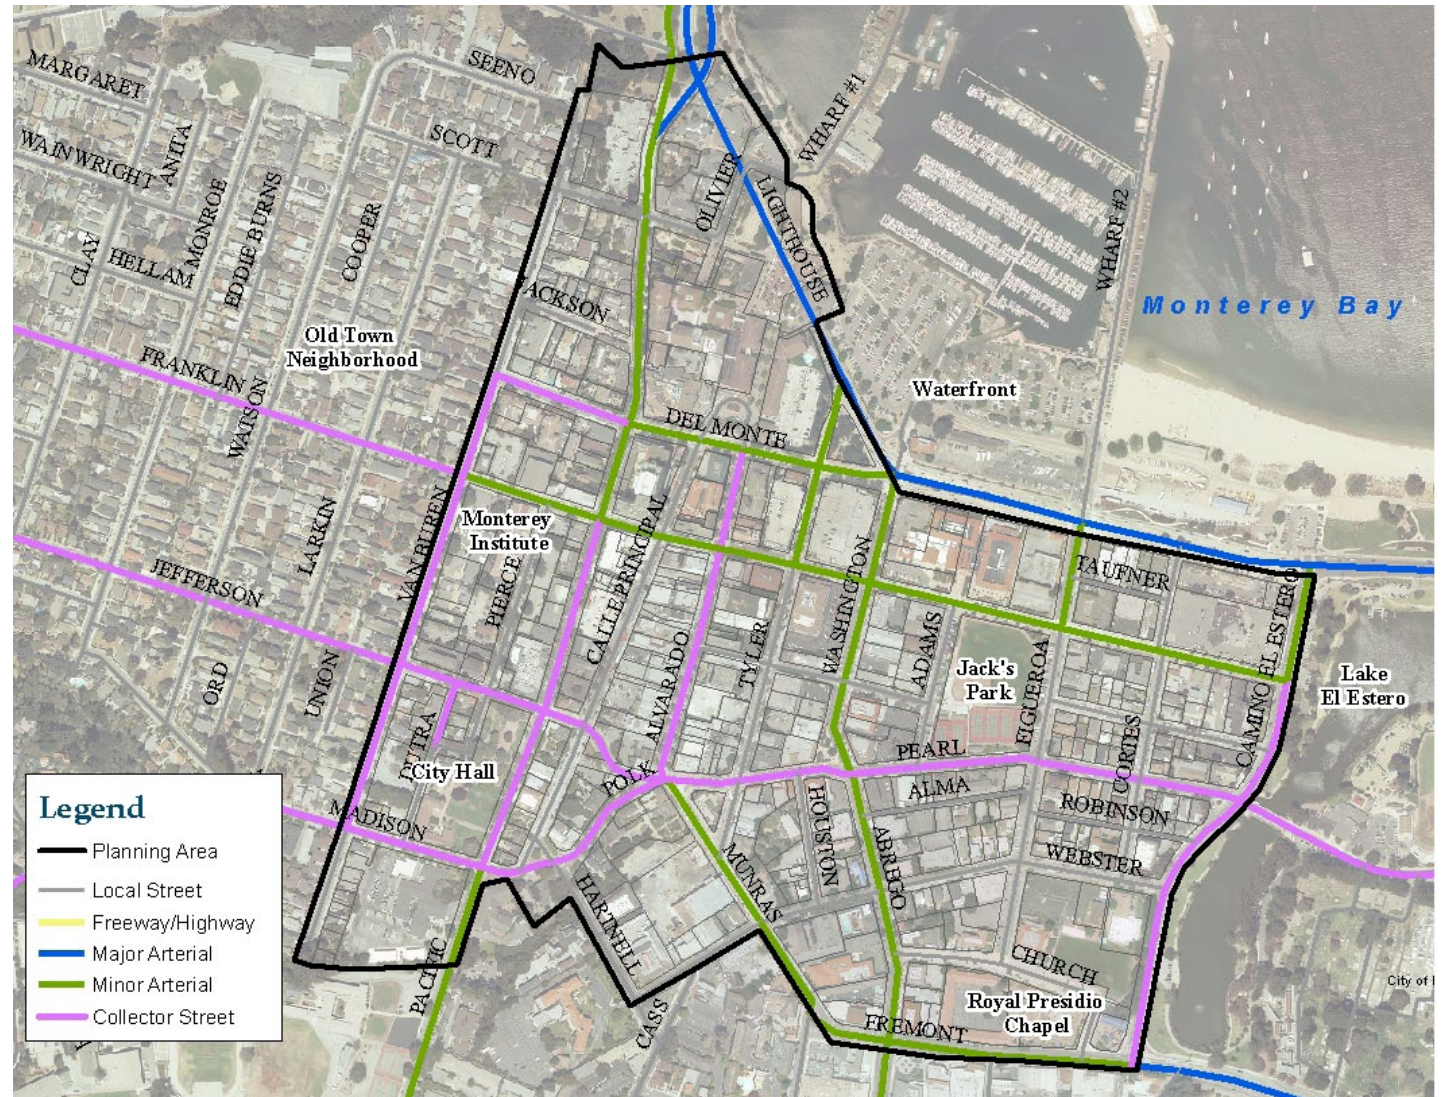 SEENO
MARGARET
WHARF #1
SCOTT
WAINWRIGHT
ANITA
MONROE
EDDIE BURNS
COOPER
OLIVIER
LIGHTHOUSE
WHARF #2
CLAY
HELLAM
JACKSON
Monterey Bay
Old Town
Neighborhood
FRANKLIN
WATSON
Waterfront
DEL MONTE
VAN BUREN
LARKIN
Monterey
Institute
PIERCE
CALLE PRINCIPAL
WASHINGTON
TAUFNER
JEFFERSON
ORD
UNION
ALVARADO
TYLER
ADAMS
Jack's
Park
FIGUEROA
CAMINO EL ESTERO
Lake
El Estero
DUTRA
City Hall
POLK
PEARL
ALMA
CORTES
ROBINSON
MADISON
HOUSTON
ABREGO
WEBSTER
MUNRAS
HARTNELL
PACIFIC
CASS
CHURCH
Royal Presidio
Chapel
FREMONT
City of
Legend
Planning Area
Local Street
Freeway/Highway
Major Arterial
Minor Arterial
Collector Street